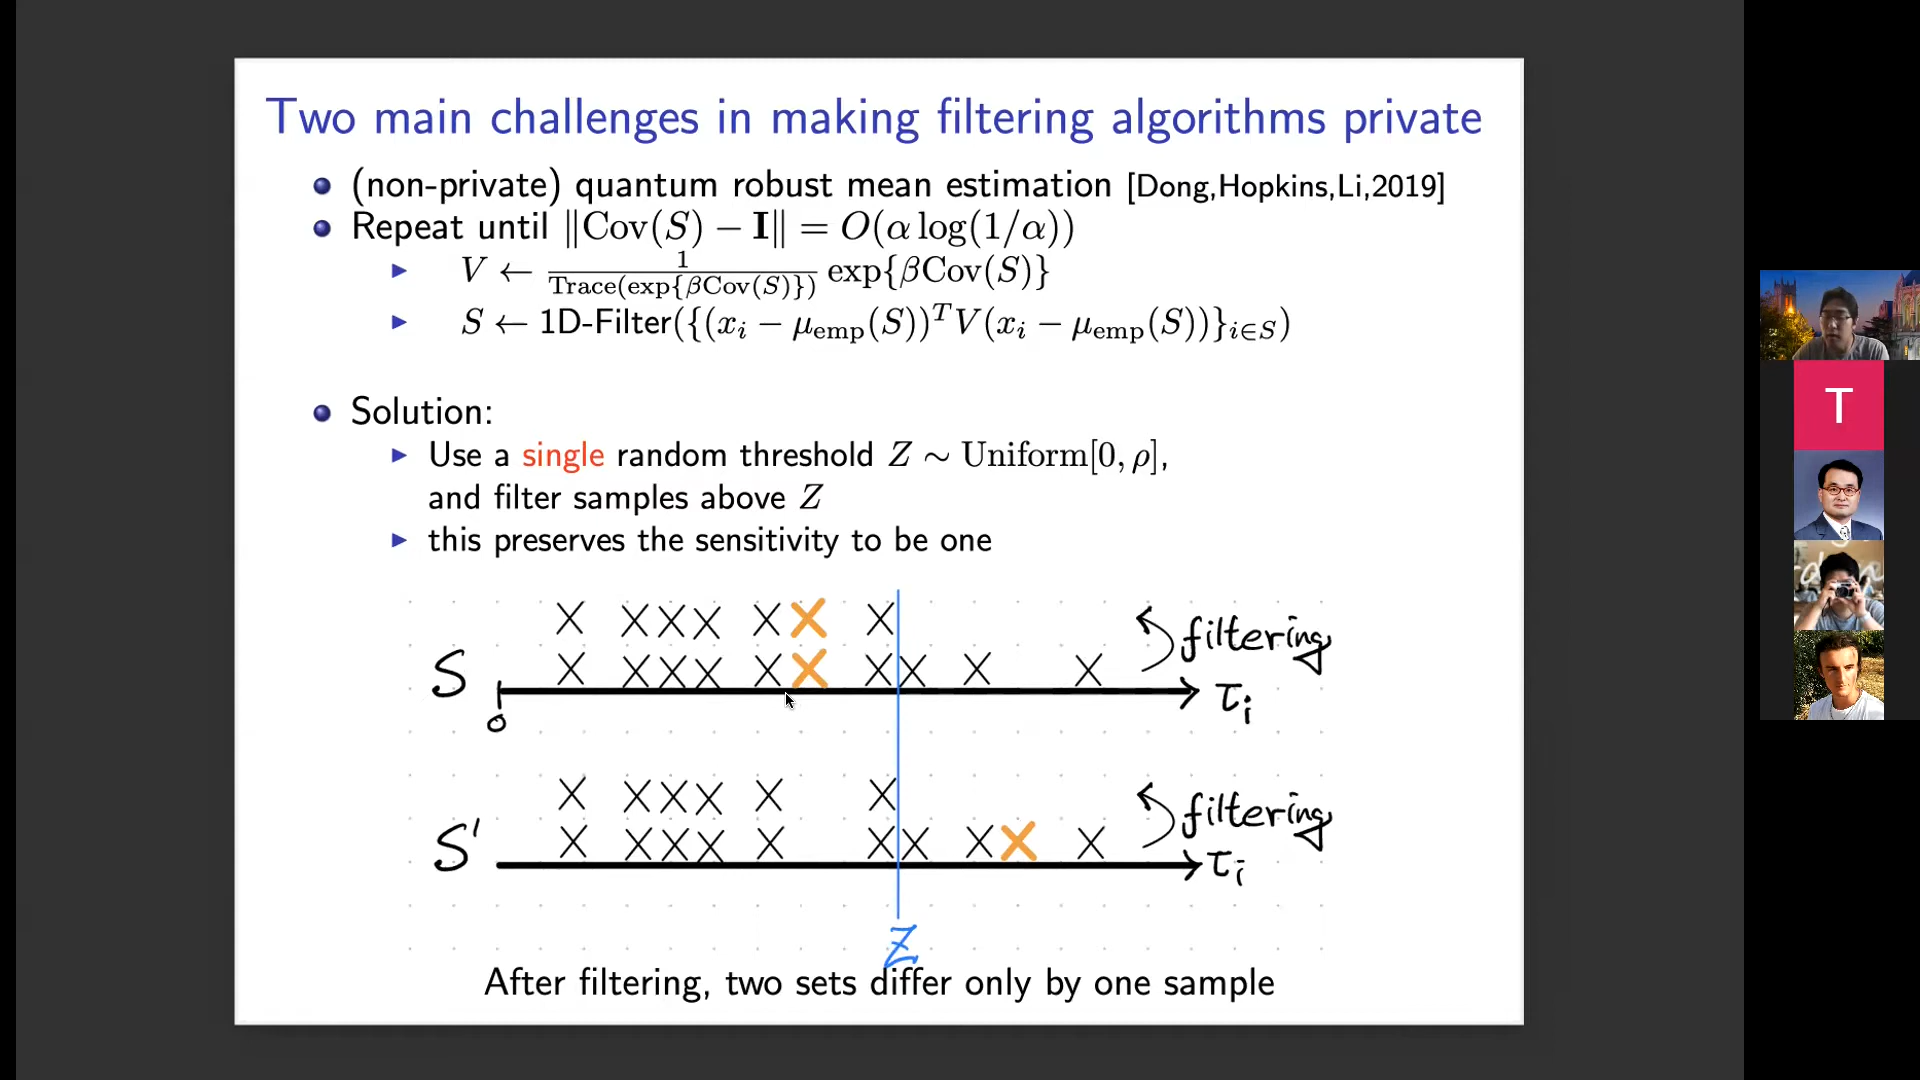 Two main challenges in making filtering algorithms private
(non-private) quantum robust mean estimation [Dong,Hopkins,Li,2019]
Repeat until ‖Cov(S) − I‖ = O(α log(1/α))
V ← 1/Trace(exp{βCov(S)}) exp{βCov(S)}
S ← 1D-Filter({(xᵢ − μ_emp(S))ᵀV(xᵢ − μ_emp(S))}_{i∈S})
Solution:
Use a single random threshold Z ∼ Uniform[0, ρ],
and filter samples above Z
this preserves the sensitivity to be one
T
S
0
filtering
τᵢ
S'
filtering
τᵢ
Z
After filtering, two sets differ only by one sample